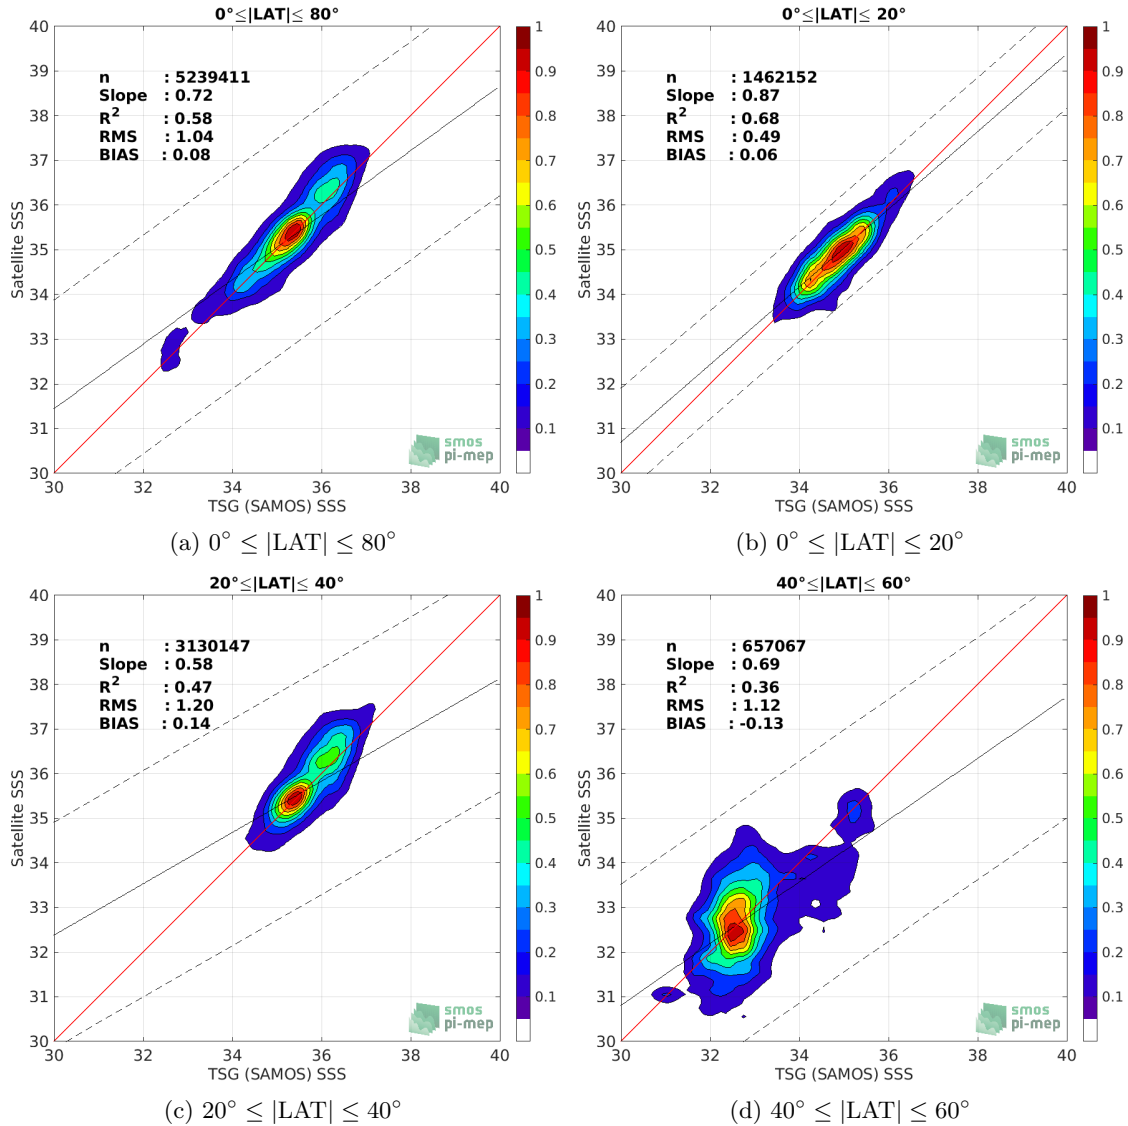 0°≤|LAT|≤ 80°
n : 5239411
Slope : 0.72
R2 : 0.58
RMS : 1.04
BIAS : 0.08
Satellite SSS
40
39
38
37
36
35
34
33
32
31
30
30 32 34 36 38 40
TSG (SAMOS) SSS
1
0.9
0.8
0.7
0.6
0.5
0.4
0.3
0.2
0.1
smos
pi-mep
(a) 0° ≤ |LAT| ≤ 80°
0°≤|LAT|≤ 20°
n : 1462152
Slope : 0.87
R2 : 0.68
RMS : 0.49
BIAS : 0.06
Satellite SSS
40
39
38
37
36
35
34
33
32
31
30
30 32 34 36 38 40
TSG (SAMOS) SSS
1
0.9
0.8
0.7
0.6
0.5
0.4
0.3
0.2
0.1
smos
pi-mep
(b) 0° ≤ |LAT| ≤ 20°
20°≤|LAT|≤ 40°
n : 3130147
Slope : 0.58
R2 : 0.47
RMS : 1.20
BIAS : 0.14
Satellite SSS
40
39
38
37
36
35
34
33
32
31
30
30 32 34 36 38 40
TSG (SAMOS) SSS
1
0.9
0.8
0.7
0.6
0.5
0.4
0.3
0.2
0.1
smos
pi-mep
(c) 20° ≤ |LAT| ≤ 40°
40°≤|LAT|≤ 60°
n : 657067
Slope : 0.69
R2 : 0.36
RMS : 1.12
BIAS : -0.13
Satellite SSS
40
39
38
37
36
35
34
33
32
31
30
30 32 34 36 38 40
TSG (SAMOS) SSS
1
0.9
0.8
0.7
0.6
0.5
0.4
0.3
0.2
0.1
smos
pi-mep
(d) 40° ≤ |LAT| ≤ 60°